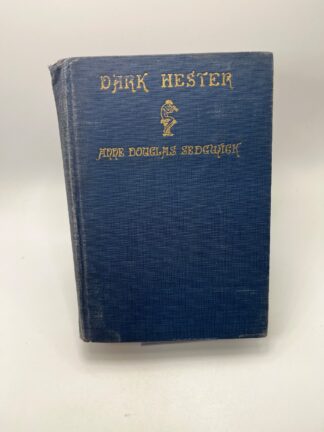 DARK HESTER
ANNE DOUGLAS SEDGWICK